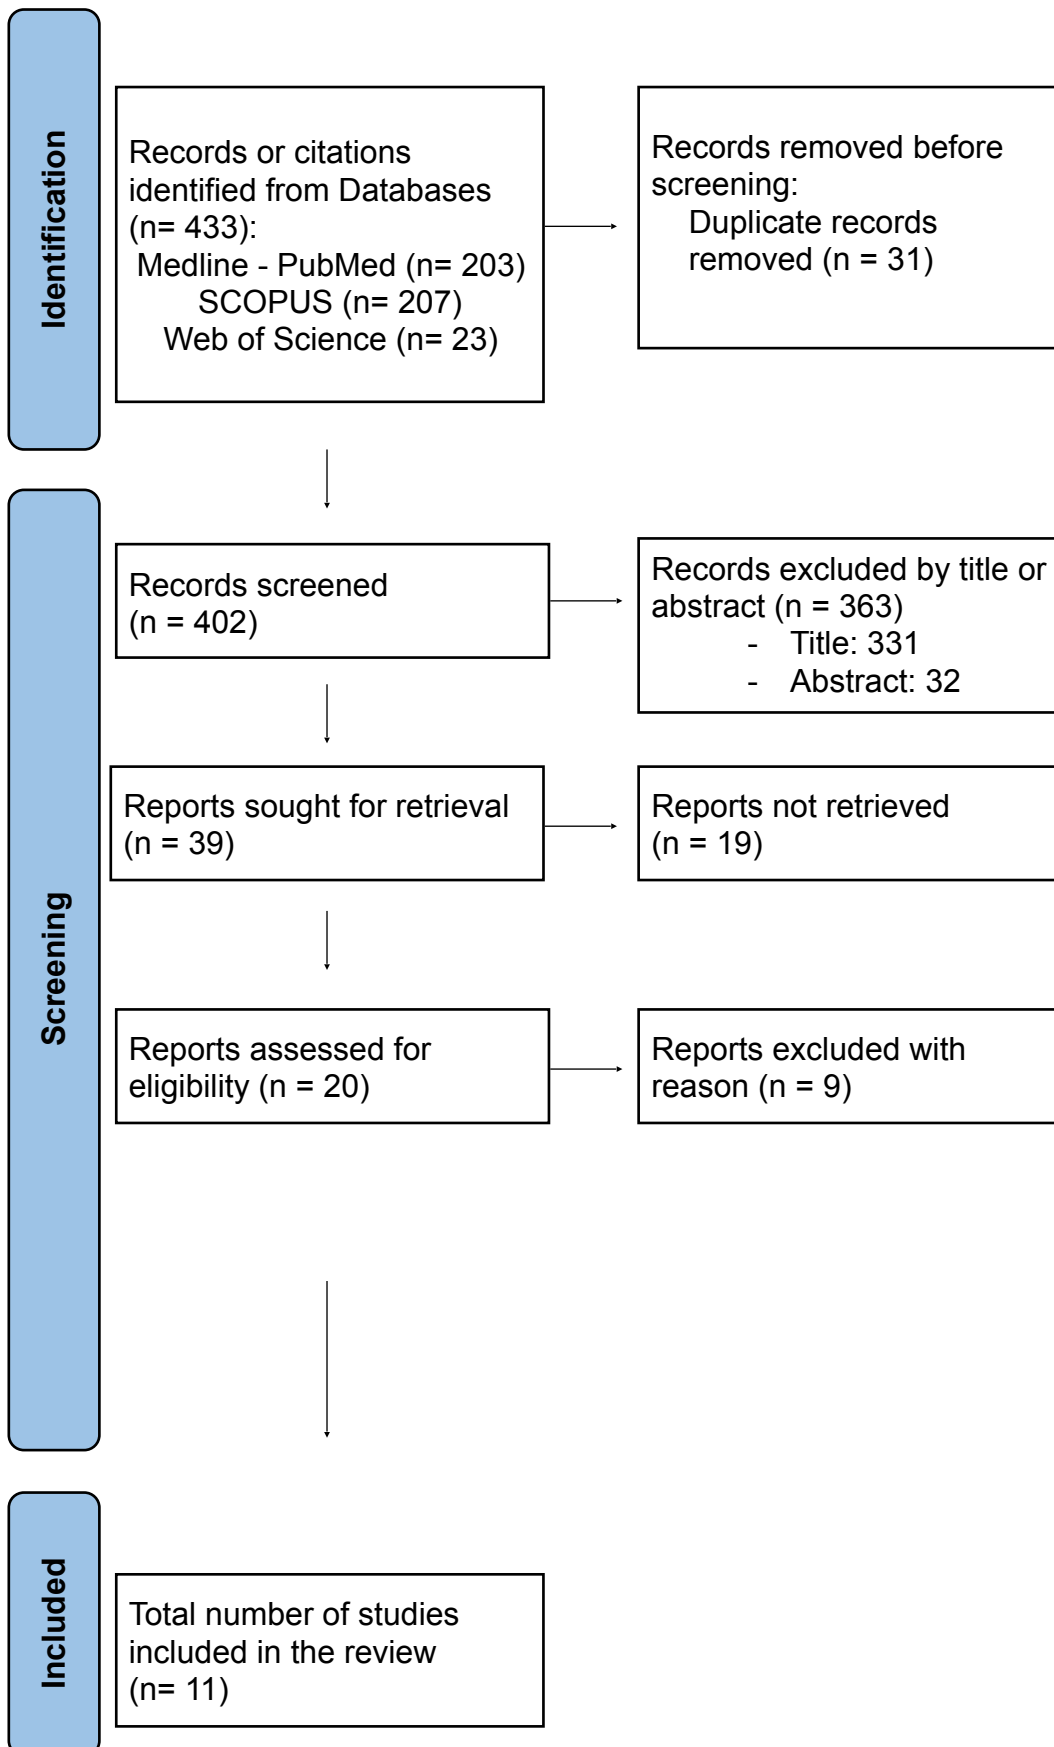 Identification
Records or citations
identified from Databases
(n= 433):
Medline - PubMed (n= 203)
SCOPUS (n= 207)
Web of Science (n= 23)
Records removed before
screening:
Duplicate records
removed (n = 31)
Screening
Records screened
(n = 402)
Records excluded by title or
abstract (n = 363)
- Title: 331
- Abstract: 32
Reports sought for retrieval
(n = 39)
Reports not retrieved
(n = 19)
Reports assessed for
eligibility (n = 20)
Reports excluded with
reason (n = 9)
Included
Total number of studies
included in the review
(n= 11)